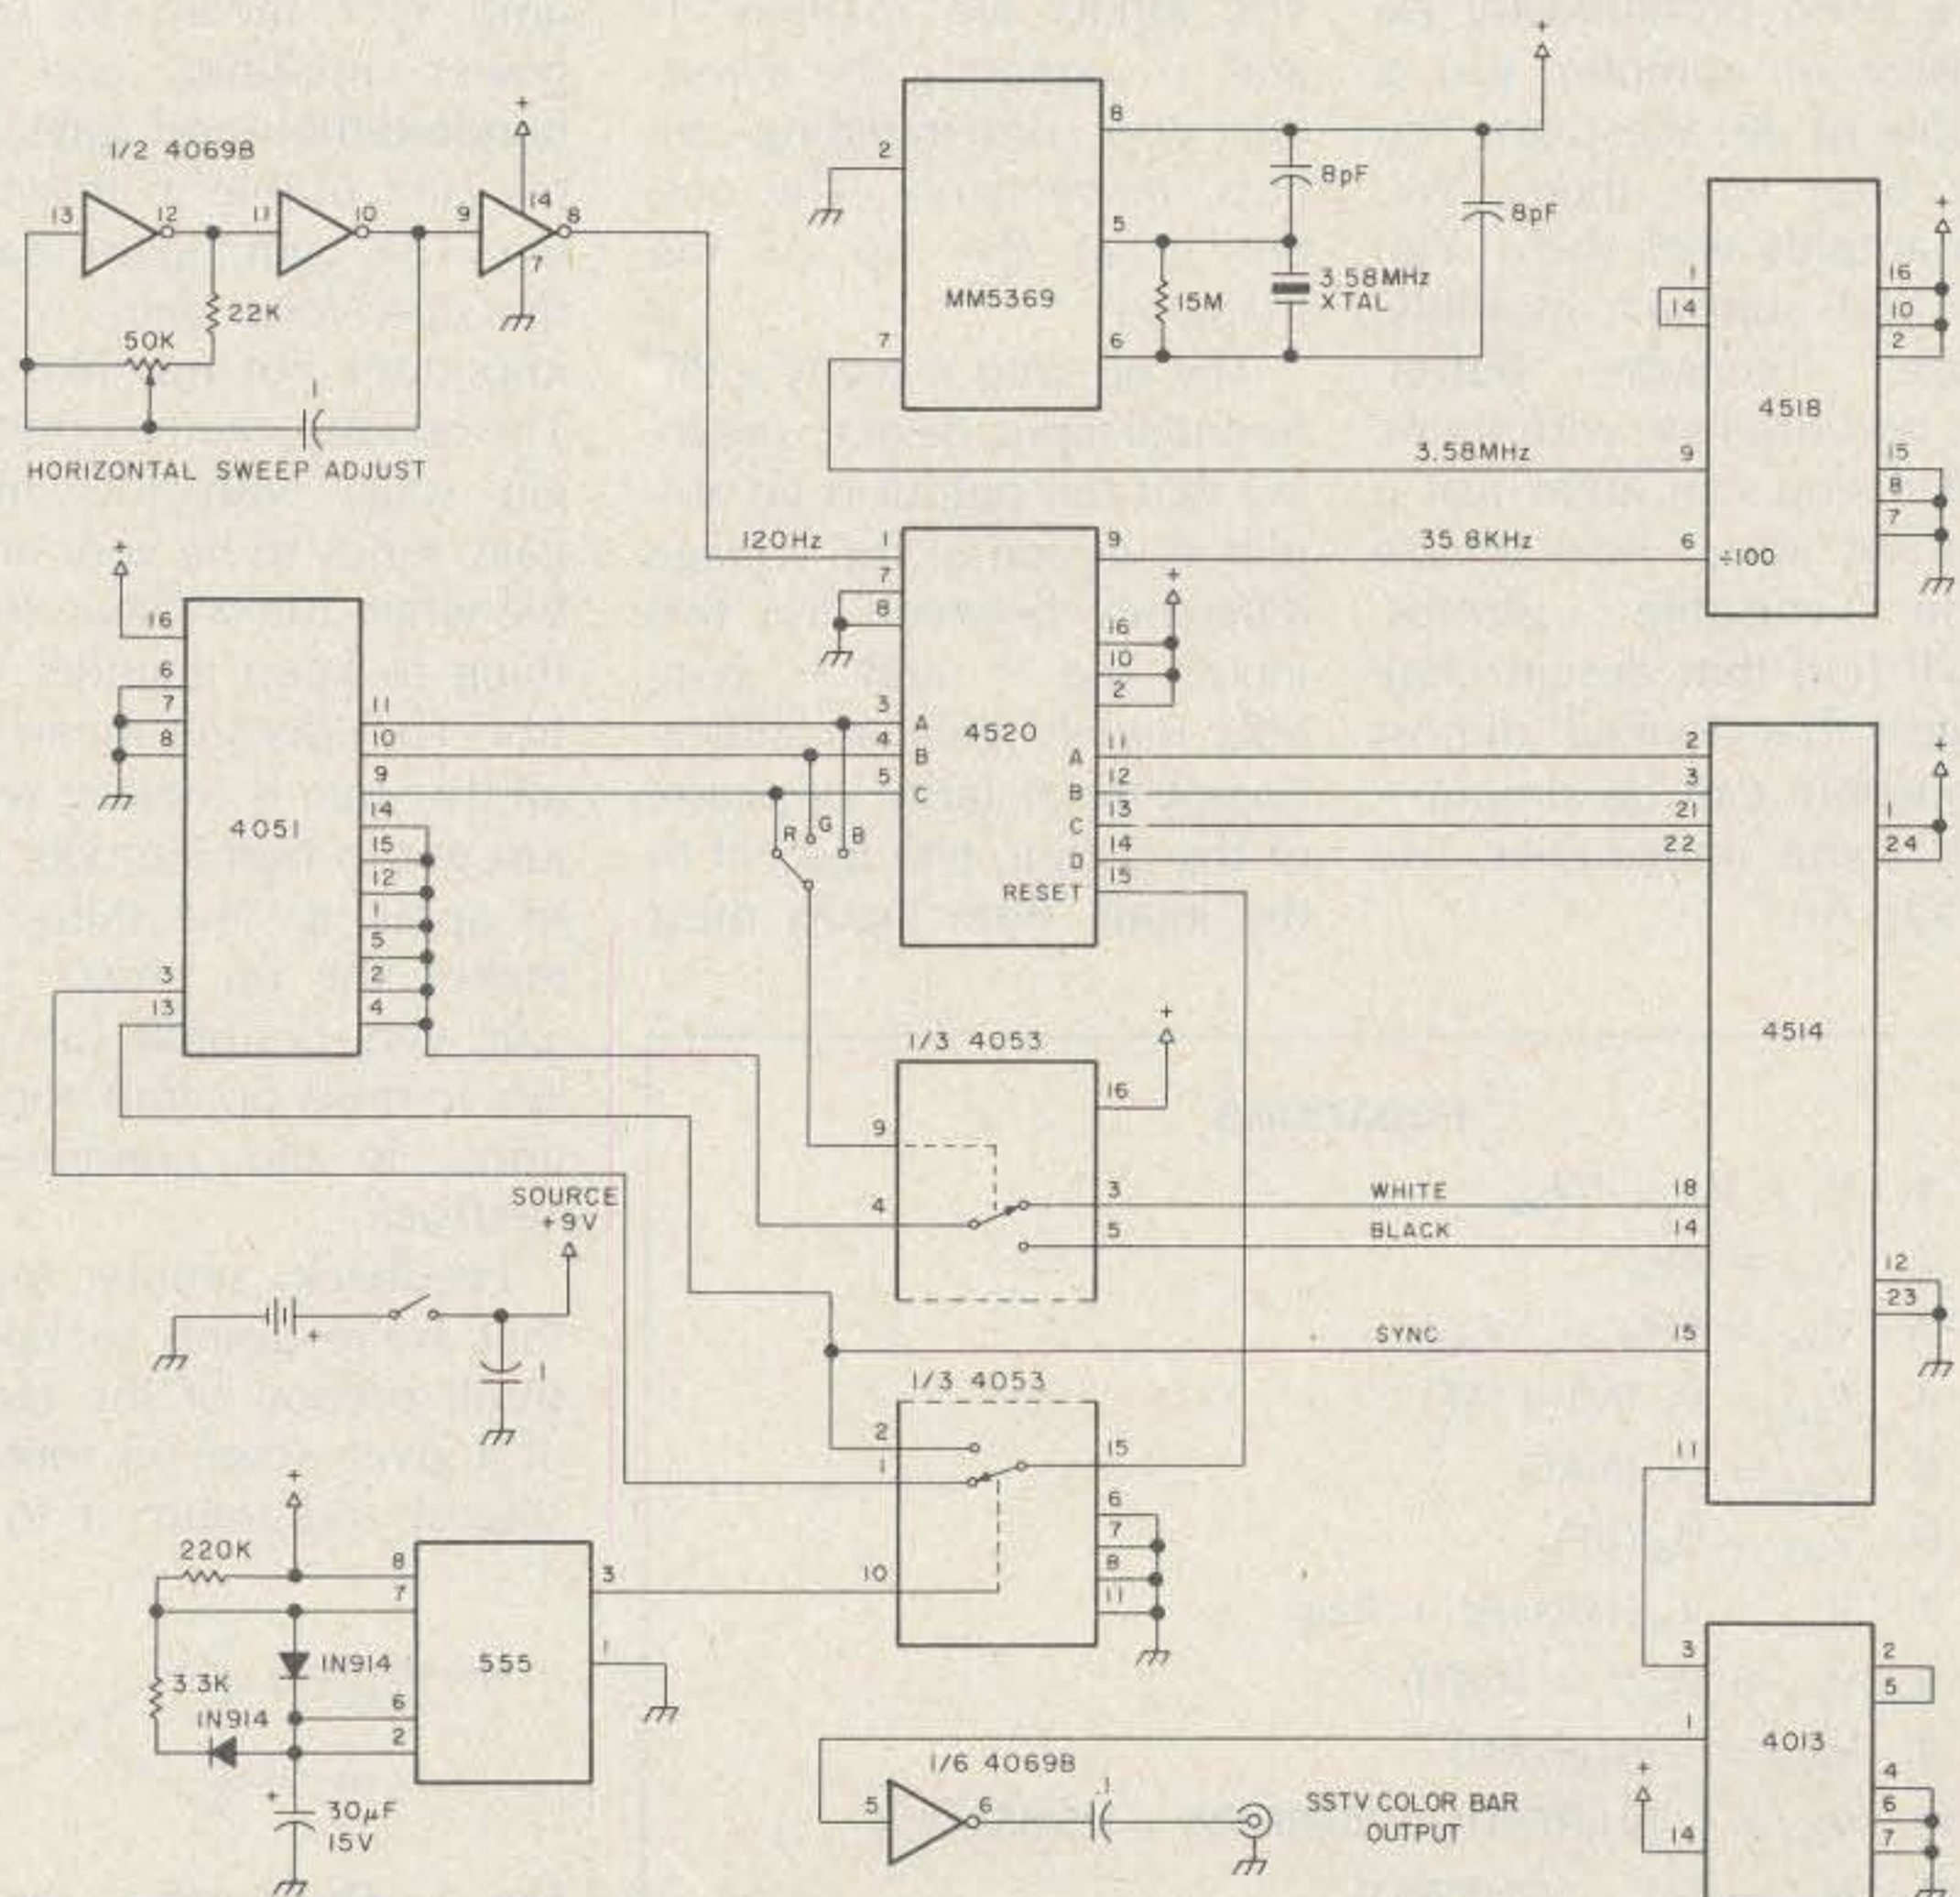 1/2 4069B
13
12
11
10
9
+
14
8
7
22K
50K
1
HORIZONTAL SWEEP ADJUST
MM5369
2
7
8
5
6
+
8pF
8pF
15M
3.58MHz
XTAL
3.58MHz
4518
1
14
9
6
÷100
+
16
10
2
15
8
7
120Hz
35.8KHz
4520
1
7
8
3 A
4 B
5 C
9
+
16
10
2
A 11
B 12
C 13
D 14
RESET 15
R
G
B
4051
+
16
6
7
8
3
13
11
10
9
14
15
12
1
5
2
4
4514
2
3
21
22
18
14
15
11
+
1
24
12
23
1/3 4053
9
4
+
16
3
5
WHITE
BLACK
SYNC
SOURCE
+9V
+
1
1/3 4053
2
1
10
15
6
7
8
11
555
+
220K
8
7
1N914
3.3K
1N914
6
2
3
1
+
30μF
15V
1/6 4069B
5
6
.1
SSTV COLOR BAR
OUTPUT
4013
3
1
+
14
2
5
4
6
7